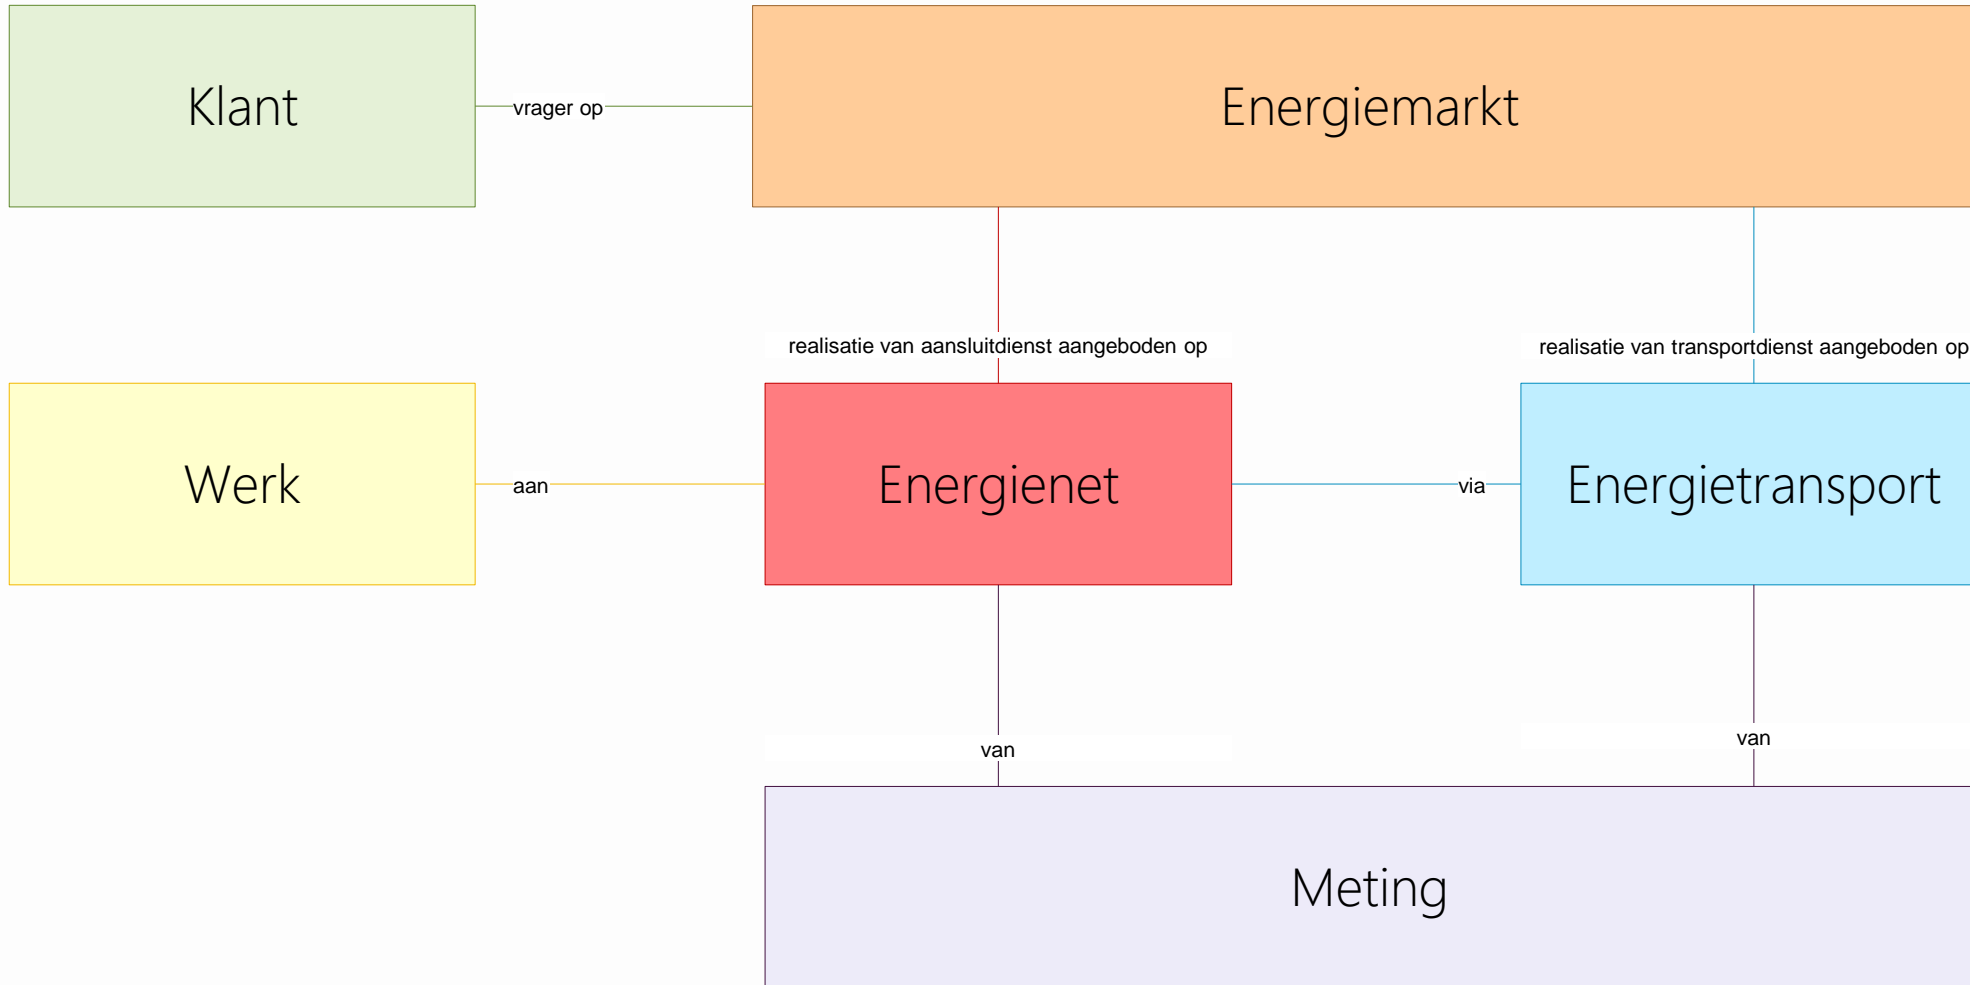 Klant
vrager op
Energiemarkt
realisatie van aansluitdienst aangeboden op
realisatie van transportdienst aangeboden op
Werk
aan
Energienet
via
Energietransport
van
van
Meting